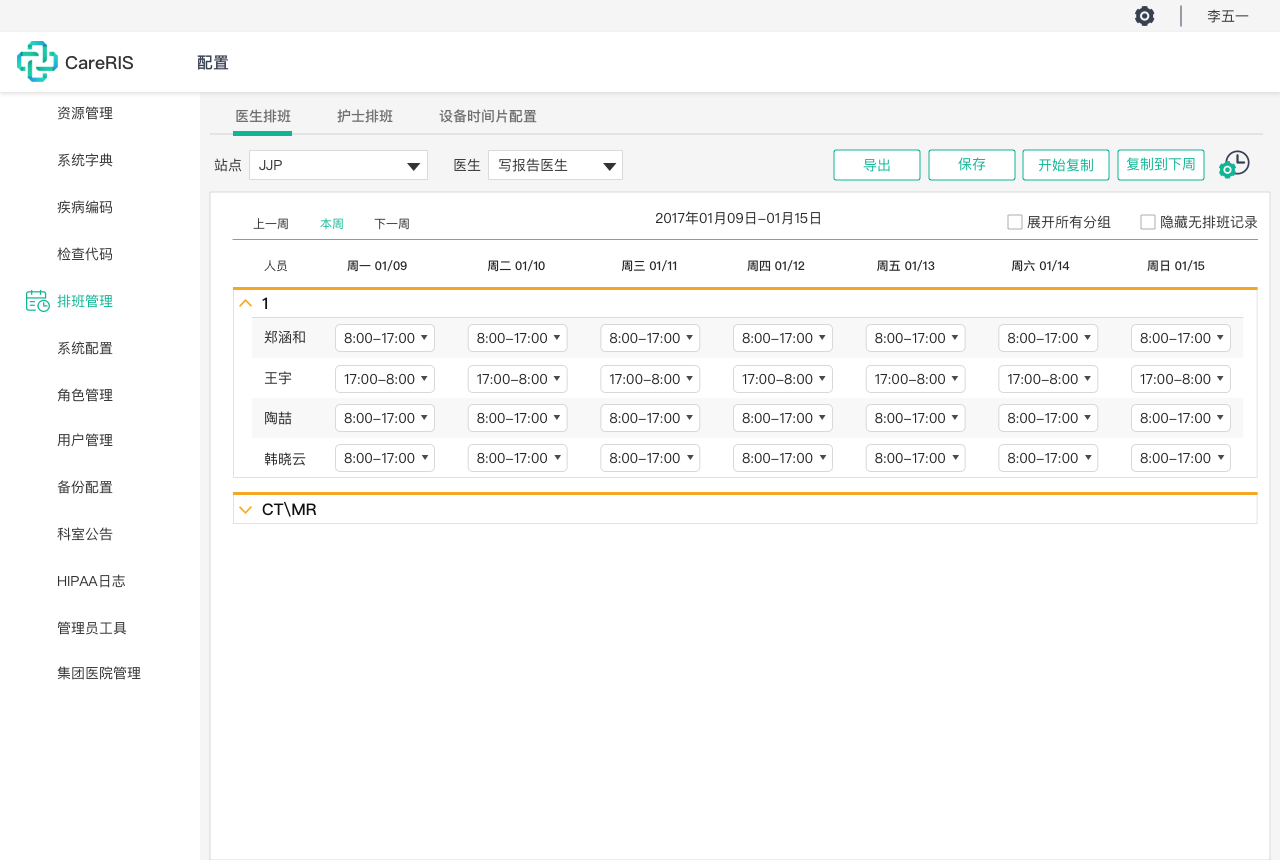 李五一
CareRIS 配置
资源管理
系统字典
疾病编码
检查代码
排班管理
系统配置
角色管理
用户管理
备份配置
科室公告
HIPAA日志
管理员工具
集团医院管理
医生排班 护士排班 设备时间片配置
站点 JJP 医生 写报告医生 导出 保存 开始复制 复制到下周
上一周 本周 下一周 2017年01月09日-01月15日 展开所有分组 隐藏无排班记录
人员 周一 01/09 周二 01/10 周三 01/11 周四 01/12 周五 01/13 周六 01/14 周日 01/15
1
郑涵和 8:00-17:00 8:00-17:00 8:00-17:00 8:00-17:00 8:00-17:00 8:00-17:00 8:00-17:00
王宇 17:00-8:00 17:00-8:00 17:00-8:00 17:00-8:00 17:00-8:00 17:00-8:00 17:00-8:00
陶喆 8:00-17:00 8:00-17:00 8:00-17:00 8:00-17:00 8:00-17:00 8:00-17:00 8:00-17:00
韩晓云 8:00-17:00 8:00-17:00 8:00-17:00 8:00-17:00 8:00-17:00 8:00-17:00 8:00-17:00
CT\MR